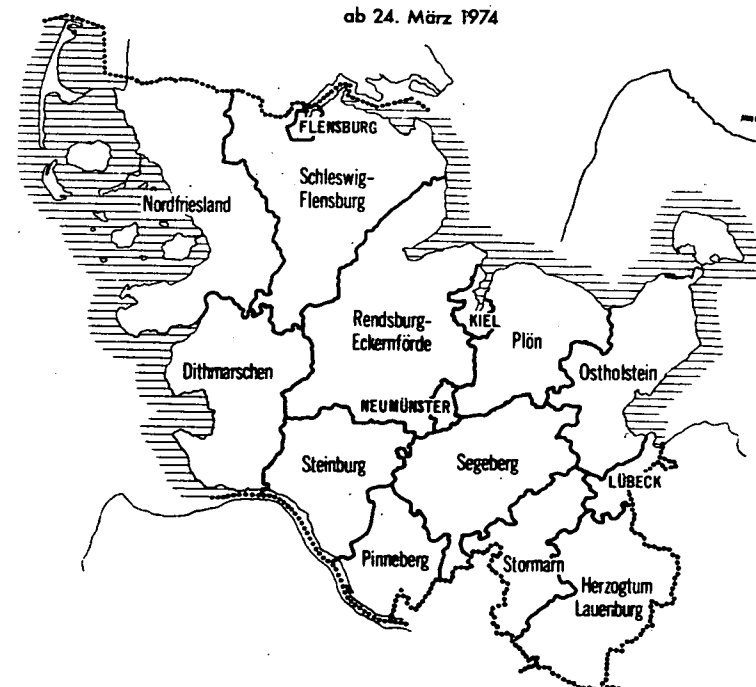 ab 24. März 1974
FLENSBURG
Schleswig-
Flensburg
Nordfriesland
Rendsburg-
Eckernförde
KIEL
Plön
Dithmarschen
Ostholstein
NEUMÜNSTER
Steinburg
Segeberg
LÜBECK
Pinneberg
Stormarn
Herzogtum
Lauenburg